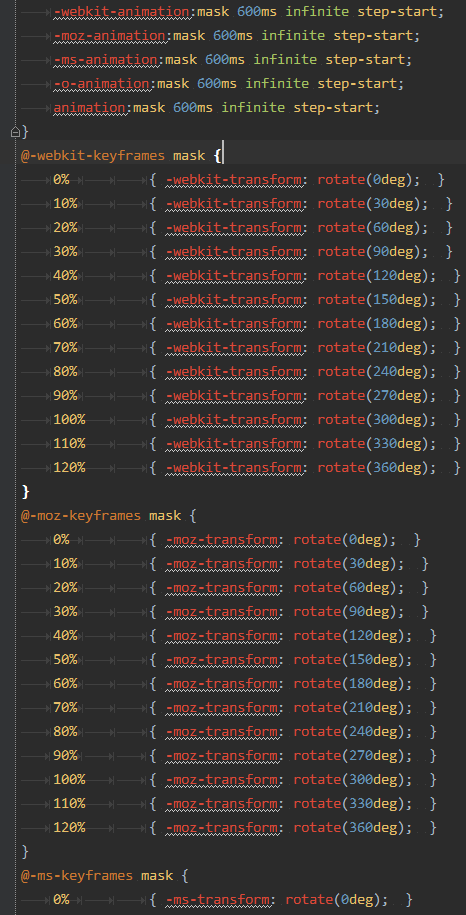 -webkit-animation:mask 600ms infinite step-start;
-moz-animation:mask 600ms infinite step-start;
-ms-animation:mask 600ms infinite step-start;
-o-animation:mask 600ms infinite step-start;
animation:mask 600ms infinite step-start;
}
@-webkit-keyframes mask {
0% { -webkit-transform: rotate(0deg); }
10% { -webkit-transform: rotate(30deg); }
20% { -webkit-transform: rotate(60deg); }
30% { -webkit-transform: rotate(90deg); }
40% { -webkit-transform: rotate(120deg); }
50% { -webkit-transform: rotate(150deg); }
60% { -webkit-transform: rotate(180deg); }
70% { -webkit-transform: rotate(210deg); }
80% { -webkit-transform: rotate(240deg); }
90% { -webkit-transform: rotate(270deg); }
100% { -webkit-transform: rotate(300deg); }
110% { -webkit-transform: rotate(330deg); }
120% { -webkit-transform: rotate(360deg); }
}
@-moz-keyframes mask {
0% { -moz-transform: rotate(0deg); }
10% { -moz-transform: rotate(30deg); }
20% { -moz-transform: rotate(60deg); }
30% { -moz-transform: rotate(90deg); }
40% { -moz-transform: rotate(120deg); }
50% { -moz-transform: rotate(150deg); }
60% { -moz-transform: rotate(180deg); }
70% { -moz-transform: rotate(210deg); }
80% { -moz-transform: rotate(240deg); }
90% { -moz-transform: rotate(270deg); }
100% { -moz-transform: rotate(300deg); }
110% { -moz-transform: rotate(330deg); }
120% { -moz-transform: rotate(360deg); }
}
@-ms-keyframes mask {
0% { -ms-transform: rotate(0deg); }